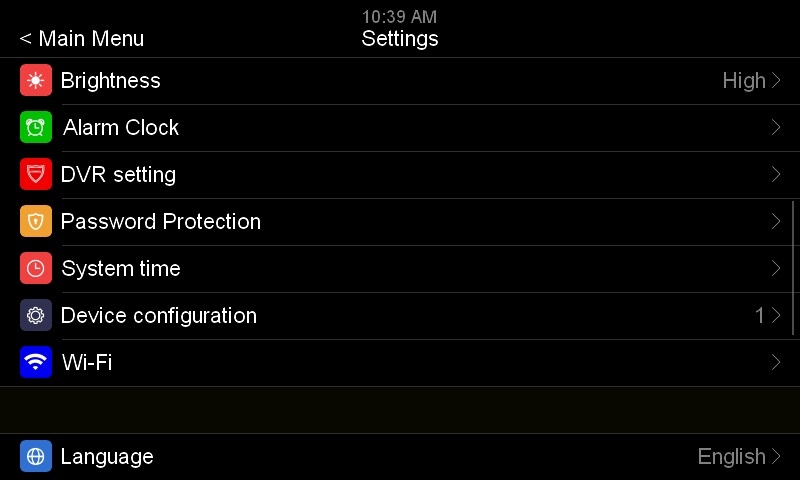 10:39 AM
< Main Menu Settings
Brightness High >
Alarm Clock >
DVR setting >
Password Protection >
System time >
Device configuration 1 >
Wi-Fi >
Language English >